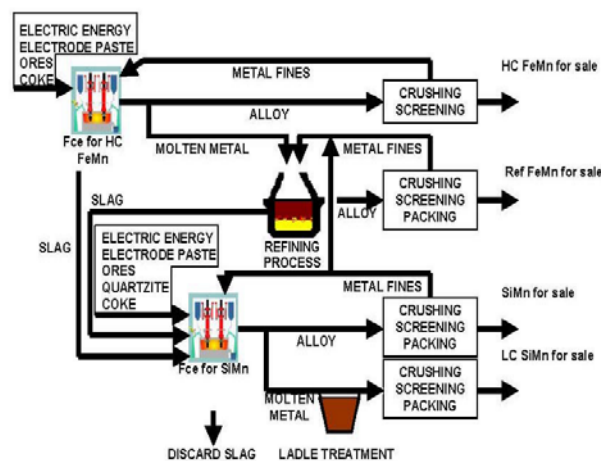 ELECTRIC ENERGY
ELECTRODE PASTE
ORES
COKE
METAL FINES
HC FeMn for sale
CRUSHING
SCREENING
ALLOY
Fce for HC
FeMn
MOLTEN METAL
METAL FINES
Ref FeMn for sale
CRUSHING
SCREENING
PACKING
ALLOY
SLAG
REFINING
PROCESS
SLAG
ELECTRIC ENERGY
ELECTRODE PASTE
ORES
QUARTZITE
COKE
METAL FINES
SiMn for sale
CRUSHING
SCREENING
PACKING
ALLOY
Fce for SiMn
LC SiMn for sale
CRUSHING
SCREENING
PACKING
MOLTEN
METAL
DISCARD SLAG
LADLE TREATMENT